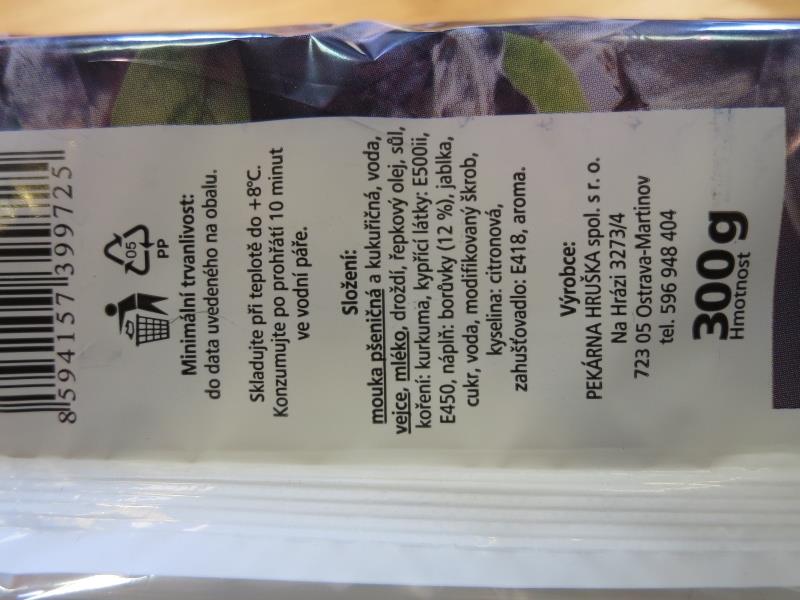 8594157399725
05
PP
Minimální trvanlivost:
do data uvedeného na obalu.
Skladujte při teplotě do +8°C.
Konzumujte po prohřátí 10 minut
ve vodní páře.
Složení:
mouka pšeničná a kukuřičná, voda,
vejce, mléko, droždí, řepkový olej, sůl,
koření: kurkuma, kypřící látky: E500ii,
E450, náplň: borůvky (12 %), jablka,
cukr, voda, modifikovaný škrob,
kyselina: citronová,
zahušťovadlo: E418, aroma.
Výrobce:
PEKÁRNA HRUŠKA spol. s r. o.
Na Hrázi 3273/4
723 05 Ostrava-Martinov
tel. 596 948 404
300g
Hmotnost